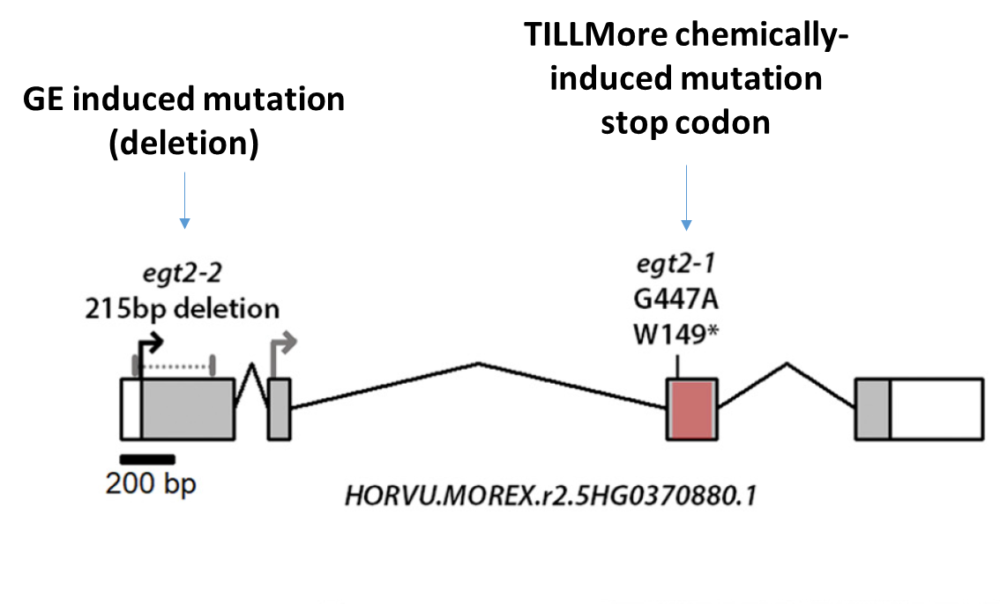 TILLMore chemically-
induced mutation
stop codon
GE induced mutation
(deletion)
egt2-2
215bp deletion
egt2-1
G447A
W149*
200 bp
HORVU.MOREX.r2.5HG0370880.1